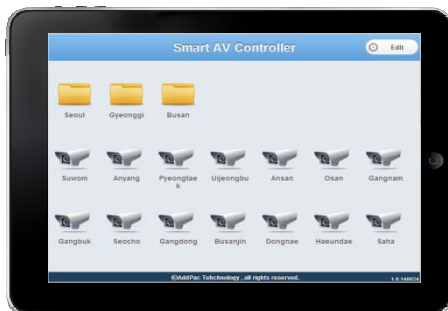 Smart AV Controller
Edit
Seoul Gyeonggi Busan
Suwom Anyang Pyeongtaek Uijeongbu Ansan Osan Gangnam
Gangbuk Seocho Gangdong Busanjin Dongnae Haeundae Saha
©AddPac Tehchnology , all rights reserved.